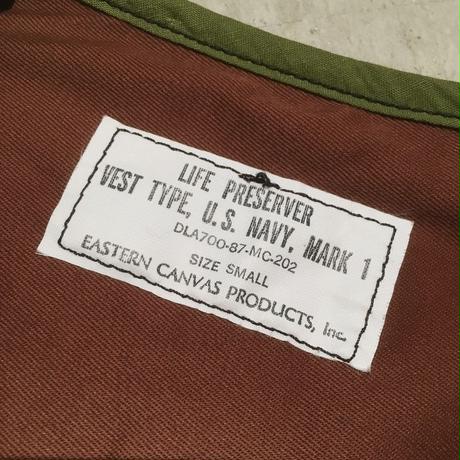 LIFE PRESERVER
VEST TYPE, U.S. NAVY, MARK 1
DLA700-87-MC-202
SIZE SMALL
EASTERN CANVAS PRODUCTS, Inc.